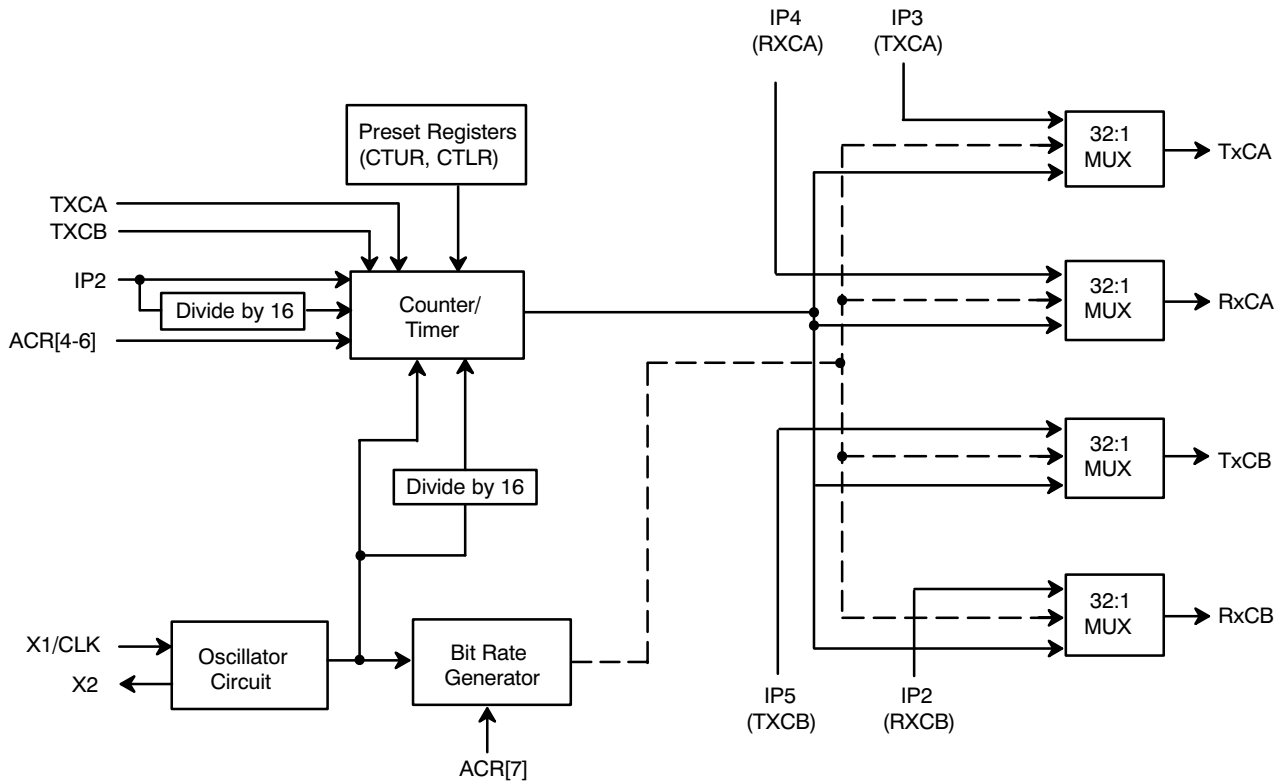 IP4
(RXCA)
IP3
(TXCA)
Preset Registers
(CTUR, CTLR)
32:1
MUX
TxCA
TXCA
TXCB
IP2
Divide by 16
ACR[4-6]
Counter/
Timer
32:1
MUX
RxCA
Divide by 16
32:1
MUX
TxCB
X1/CLK
X2
Oscillator
Circuit
Bit Rate
Generator
ACR[7]
32:1
MUX
RxCB
IP5
(TXCB)
IP2
(RXCB)